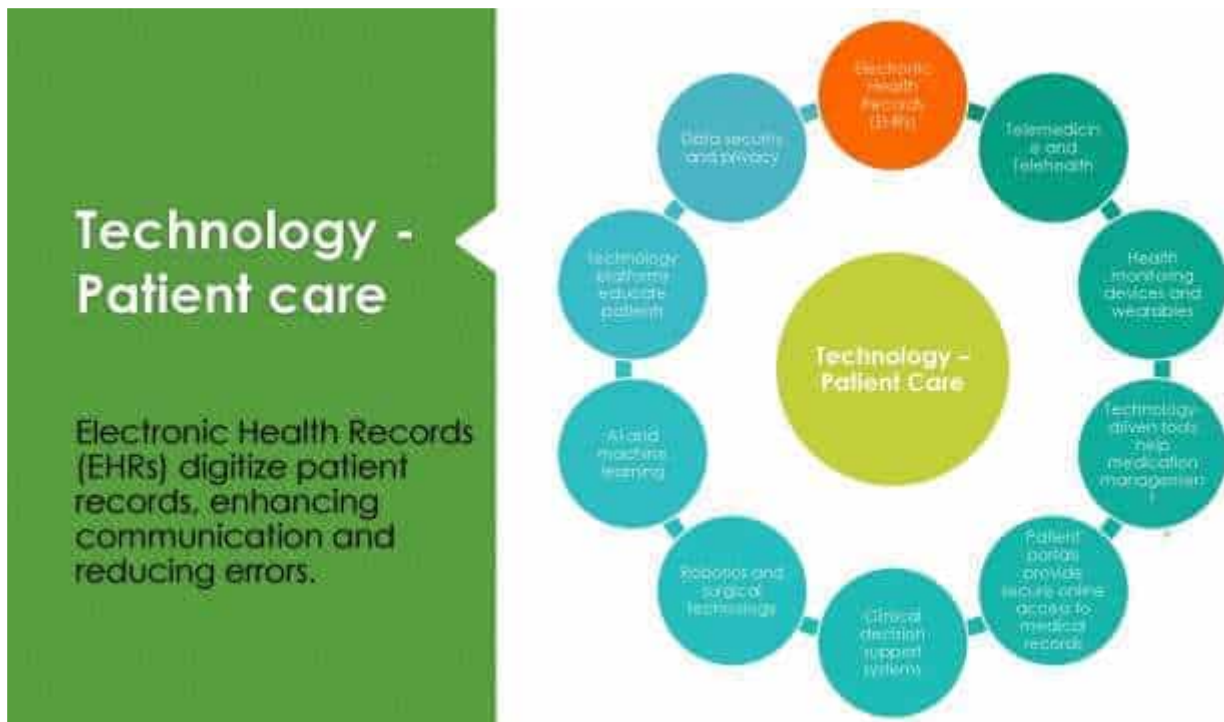 Technology -
Patient care
Electronic Health Records
(EHRs) digitize patient
records, enhancing
communication and
reducing errors.
Technology –
Patient Care
Electronic
Health
Records
(EHRs)
Telemedicin
e and
Telehealth
Health
monitoring
devices and
wearables
Technology-
driven tools
help
medication
managemen
t
Patient
portals
provide
secure online
access to
medical
records
Clinical
decision
support
systems
Robotics and
surgical
technology
AI and
machine
learning
Technology
platforms
educate
patients
Data security
and privacy